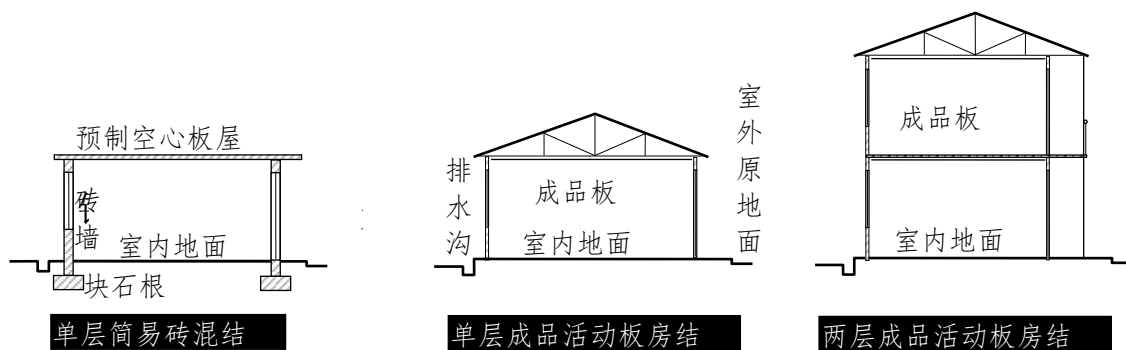 预制空心板屋
砖墙
室内地面
块石根
单层简易砖混结
排水沟
成品板
室内地面
室外原地面
单层成品活动板房结
成品板
室内地面
两层成品活动板房结